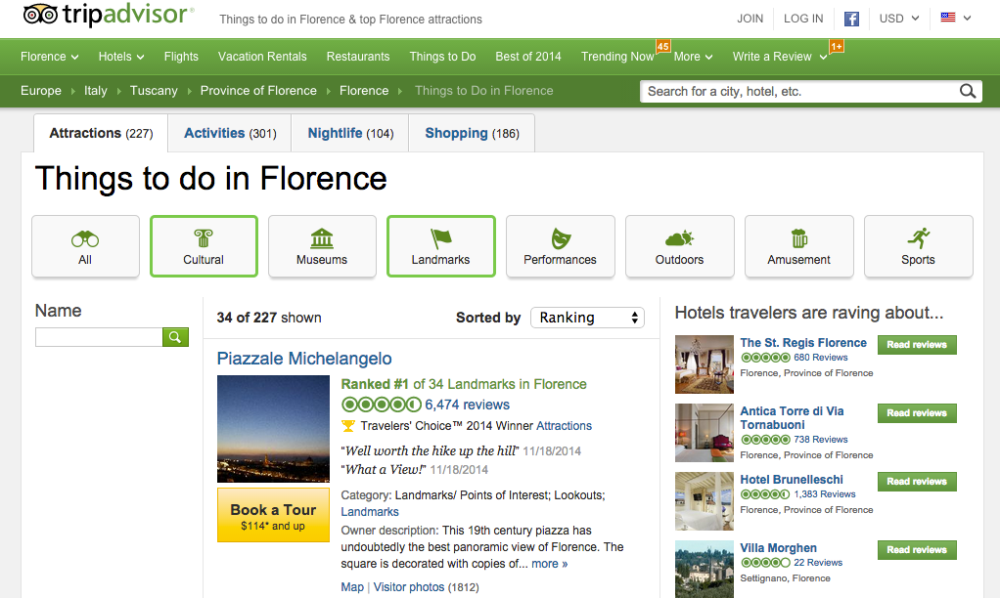 tripadvisor®
Things to do in Florence & top Florence attractions
JOIN
LOG IN
USD
Florence
Hotels
Flights
Vacation Rentals
Restaurants
Things to Do
Best of 2014
Trending Now
45
More
Write a Review
1+
Europe
Italy
Tuscany
Province of Florence
Florence
Things to Do in Florence
Search for a city, hotel, etc.
Attractions (227)
Activities (301)
Nightlife (104)
Shopping (186)
Things to do in Florence
All
Cultural
Museums
Landmarks
Performances
Outdoors
Amusement
Sports
Name
34 of 227 shown
Sorted by
Ranking
Piazzale Michelangelo
Ranked #1 of 34 Landmarks in Florence
6,474 reviews
Travelers' Choice™ 2014 Winner Attractions
"Well worth the hike up the hill" 11/18/2014
"What a View!" 11/18/2014
Book a Tour
$114* and up
Category: Landmarks/ Points of Interest; Lookouts;
Landmarks
Owner description: This 19th century piazza has
undoubtedly the best panoramic view of Florence. The
square is decorated with copies of... more »
Map | Visitor photos (1812)
Hotels travelers are raving about...
The St. Regis Florence
Read reviews
680 Reviews
Florence, Province of Florence
Antica Torre di Via
Tornabuoni
Read reviews
738 Reviews
Florence, Province of Florence
Hotel Brunelleschi
Read reviews
1,383 Reviews
Florence, Province of Florence
Villa Morghen
Read reviews
22 Reviews
Settignano, Florence